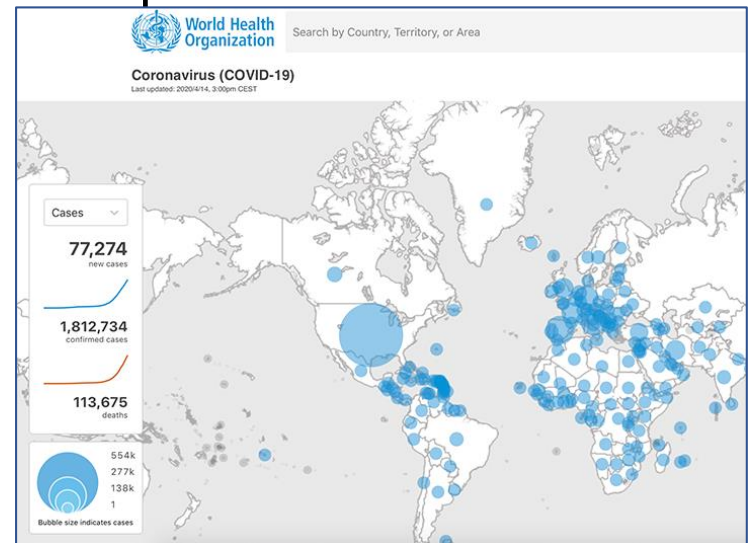 World Health
Organization
Search by Country, Territory, or Area
Coronavirus (COVID-19)
Last updated: 2020/4/14, 3:00pm CEST
Cases
77,274
new cases
1,812,734
confirmed cases
113,675
deaths
554k
277k
138k
1
Bubble size indicates cases